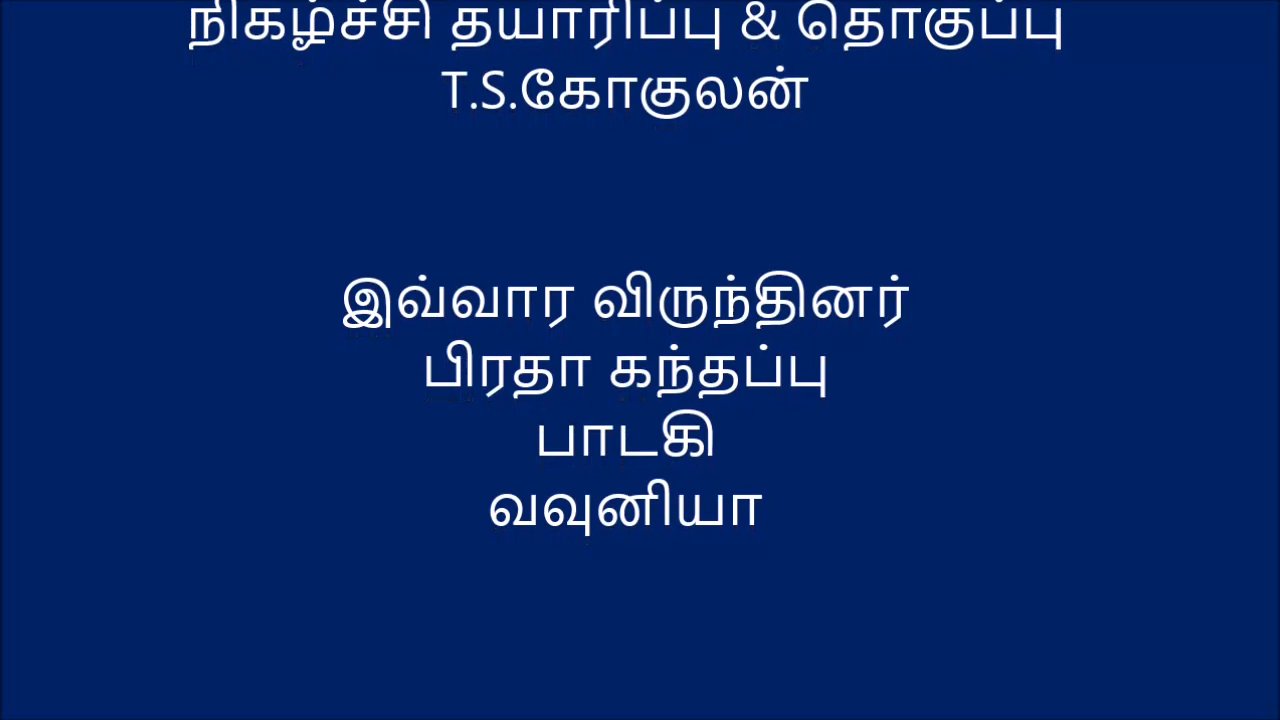 நிகழ்ச்சி தயாரிப்பு & தொகுப்பு
T.S.கோகுலன்
இவ்வார விருந்தினர்
பிரதா கந்தப்பு
பாடகி
வவுனியா